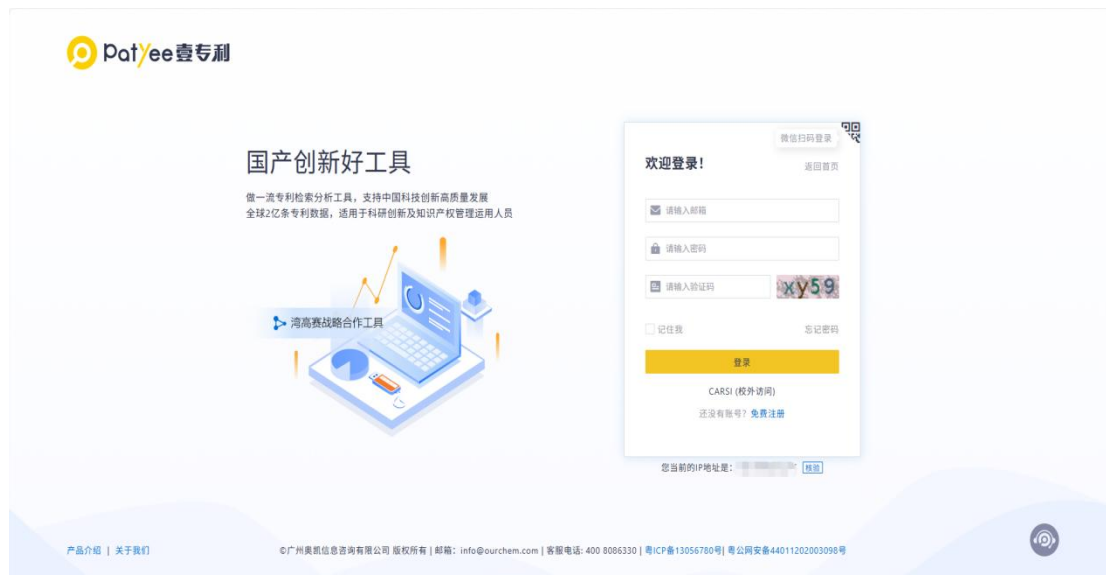 Patyee壹专利
国产创新好工具
做一流专利检索分析工具，支持中国科技创新高质量发展
全球2亿条专利数据，适用于科研创新及知识产权管理运用人员
湾高赛战略合作工具
微信扫码登录
欢迎登录！
返回首页
请输入邮箱
请输入密码
请输入验证码
xy59
记住我
忘记密码
登录
CARSI (校外访问)
还没有账号？免费注册
您当前的IP地址是：
核验
产品介绍 | 关于我们
©广州奥凯信息咨询有限公司 版权所有 | 邮箱：info@ourchem.com | 客服电话: 400 8086330 | 粤ICP备13056780号| 粤公网安备44011202003098号